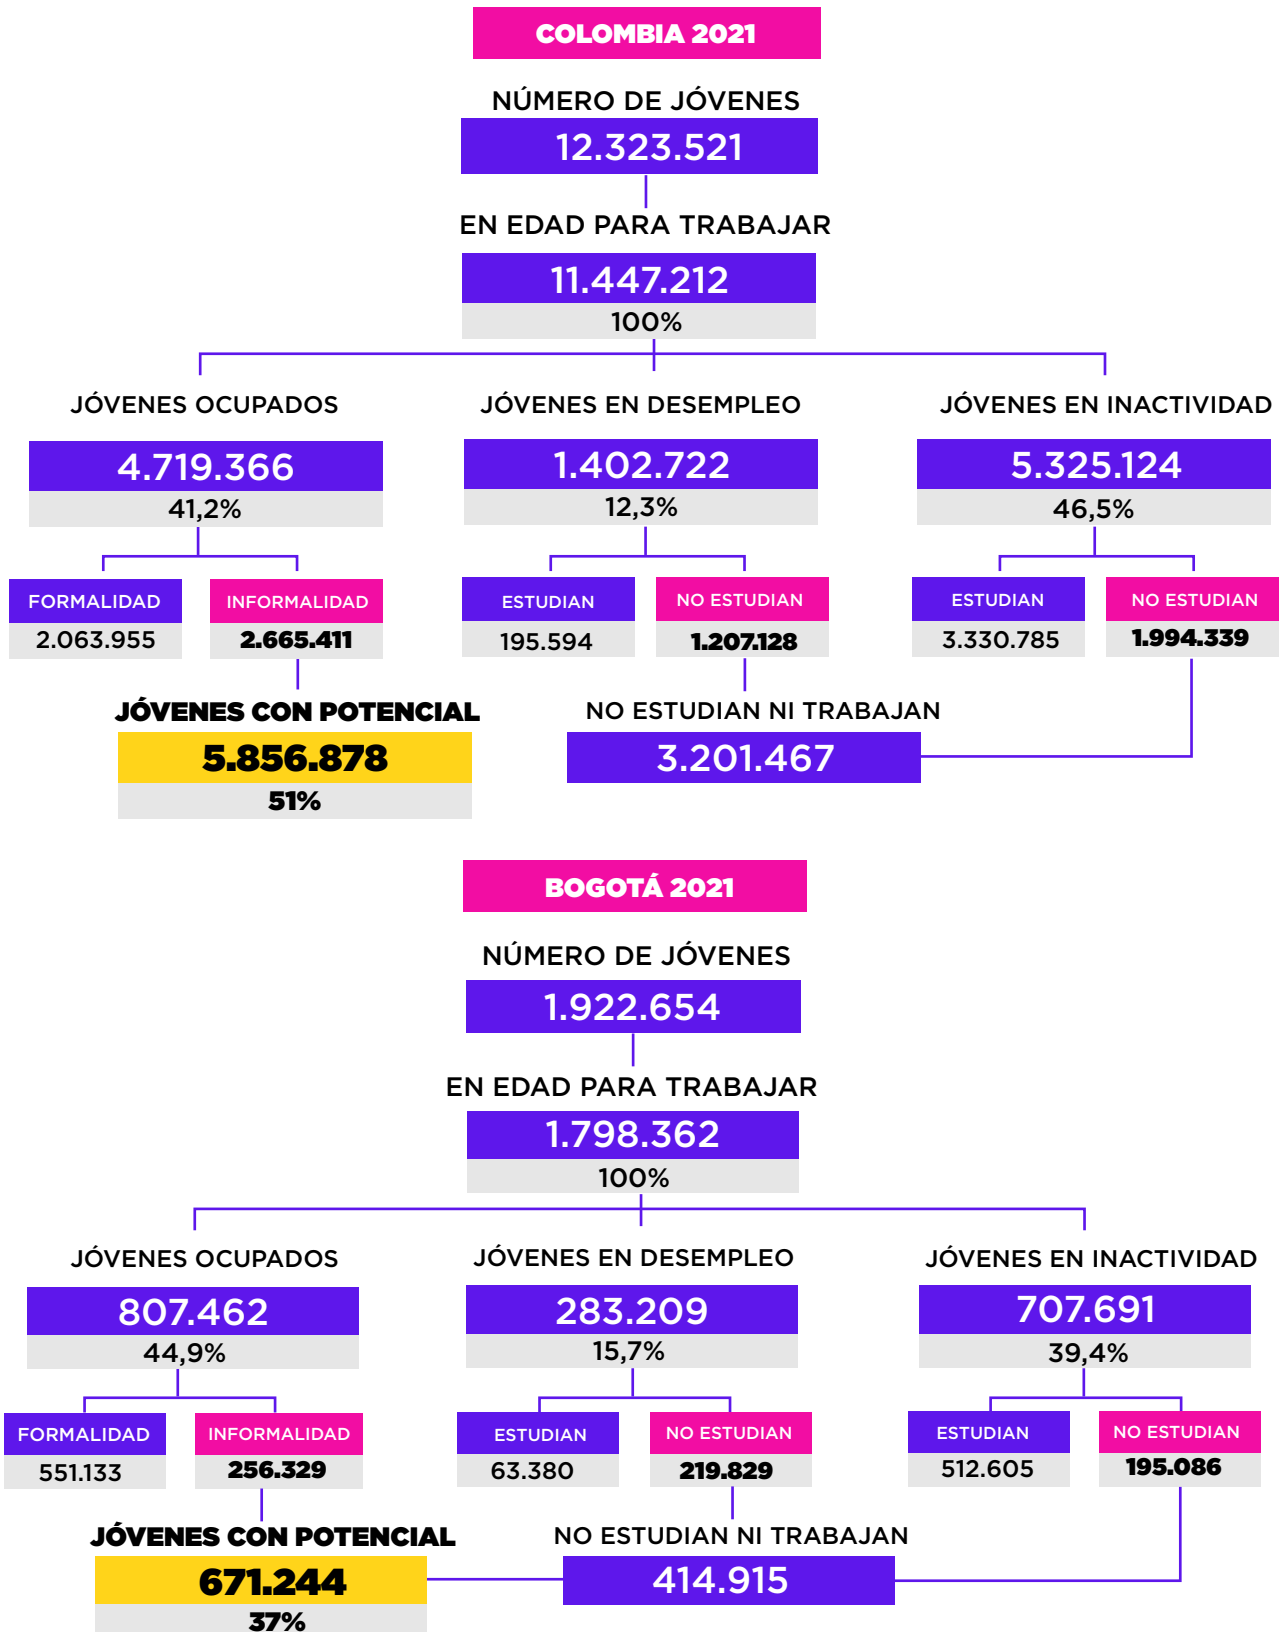 COLOMBIA 2021
NÚMERO DE JÓVENES
12.323.521
EN EDAD PARA TRABAJAR
11.447.212
100%
JÓVENES OCUPADOS
4.719.366
41,2%
JÓVENES EN DESEMPLEO
1.402.722
12,3%
JÓVENES EN INACTIVIDAD
5.325.124
46,5%
FORMALIDAD
2.063.955
INFORMALIDAD
2.665.411
ESTUDIAN
195.594
NO ESTUDIAN
1.207.128
ESTUDIAN
3.330.785
NO ESTUDIAN
1.994.339
JÓVENES CON POTENCIAL
5.856.878
51%
NO ESTUDIAN NI TRABAJAN
3.201.467
BOGOTÁ 2021
NÚMERO DE JÓVENES
1.922.654
EN EDAD PARA TRABAJAR
1.798.362
100%
JÓVENES OCUPADOS
807.462
44,9%
JÓVENES EN DESEMPLEO
283.209
15,7%
JÓVENES EN INACTIVIDAD
707.691
39,4%
FORMALIDAD
551.133
INFORMALIDAD
256.329
ESTUDIAN
63.380
NO ESTUDIAN
219.829
ESTUDIAN
512.605
NO ESTUDIAN
195.086
JÓVENES CON POTENCIAL
671.244
37%
NO ESTUDIAN NI TRABAJAN
414.915